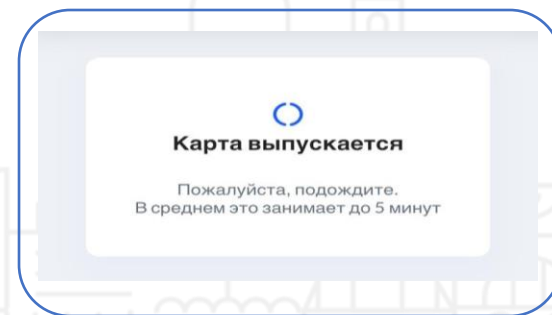 Карта выпускается
Пожалуйста, подождите.
В среднем это занимает до 5 минут